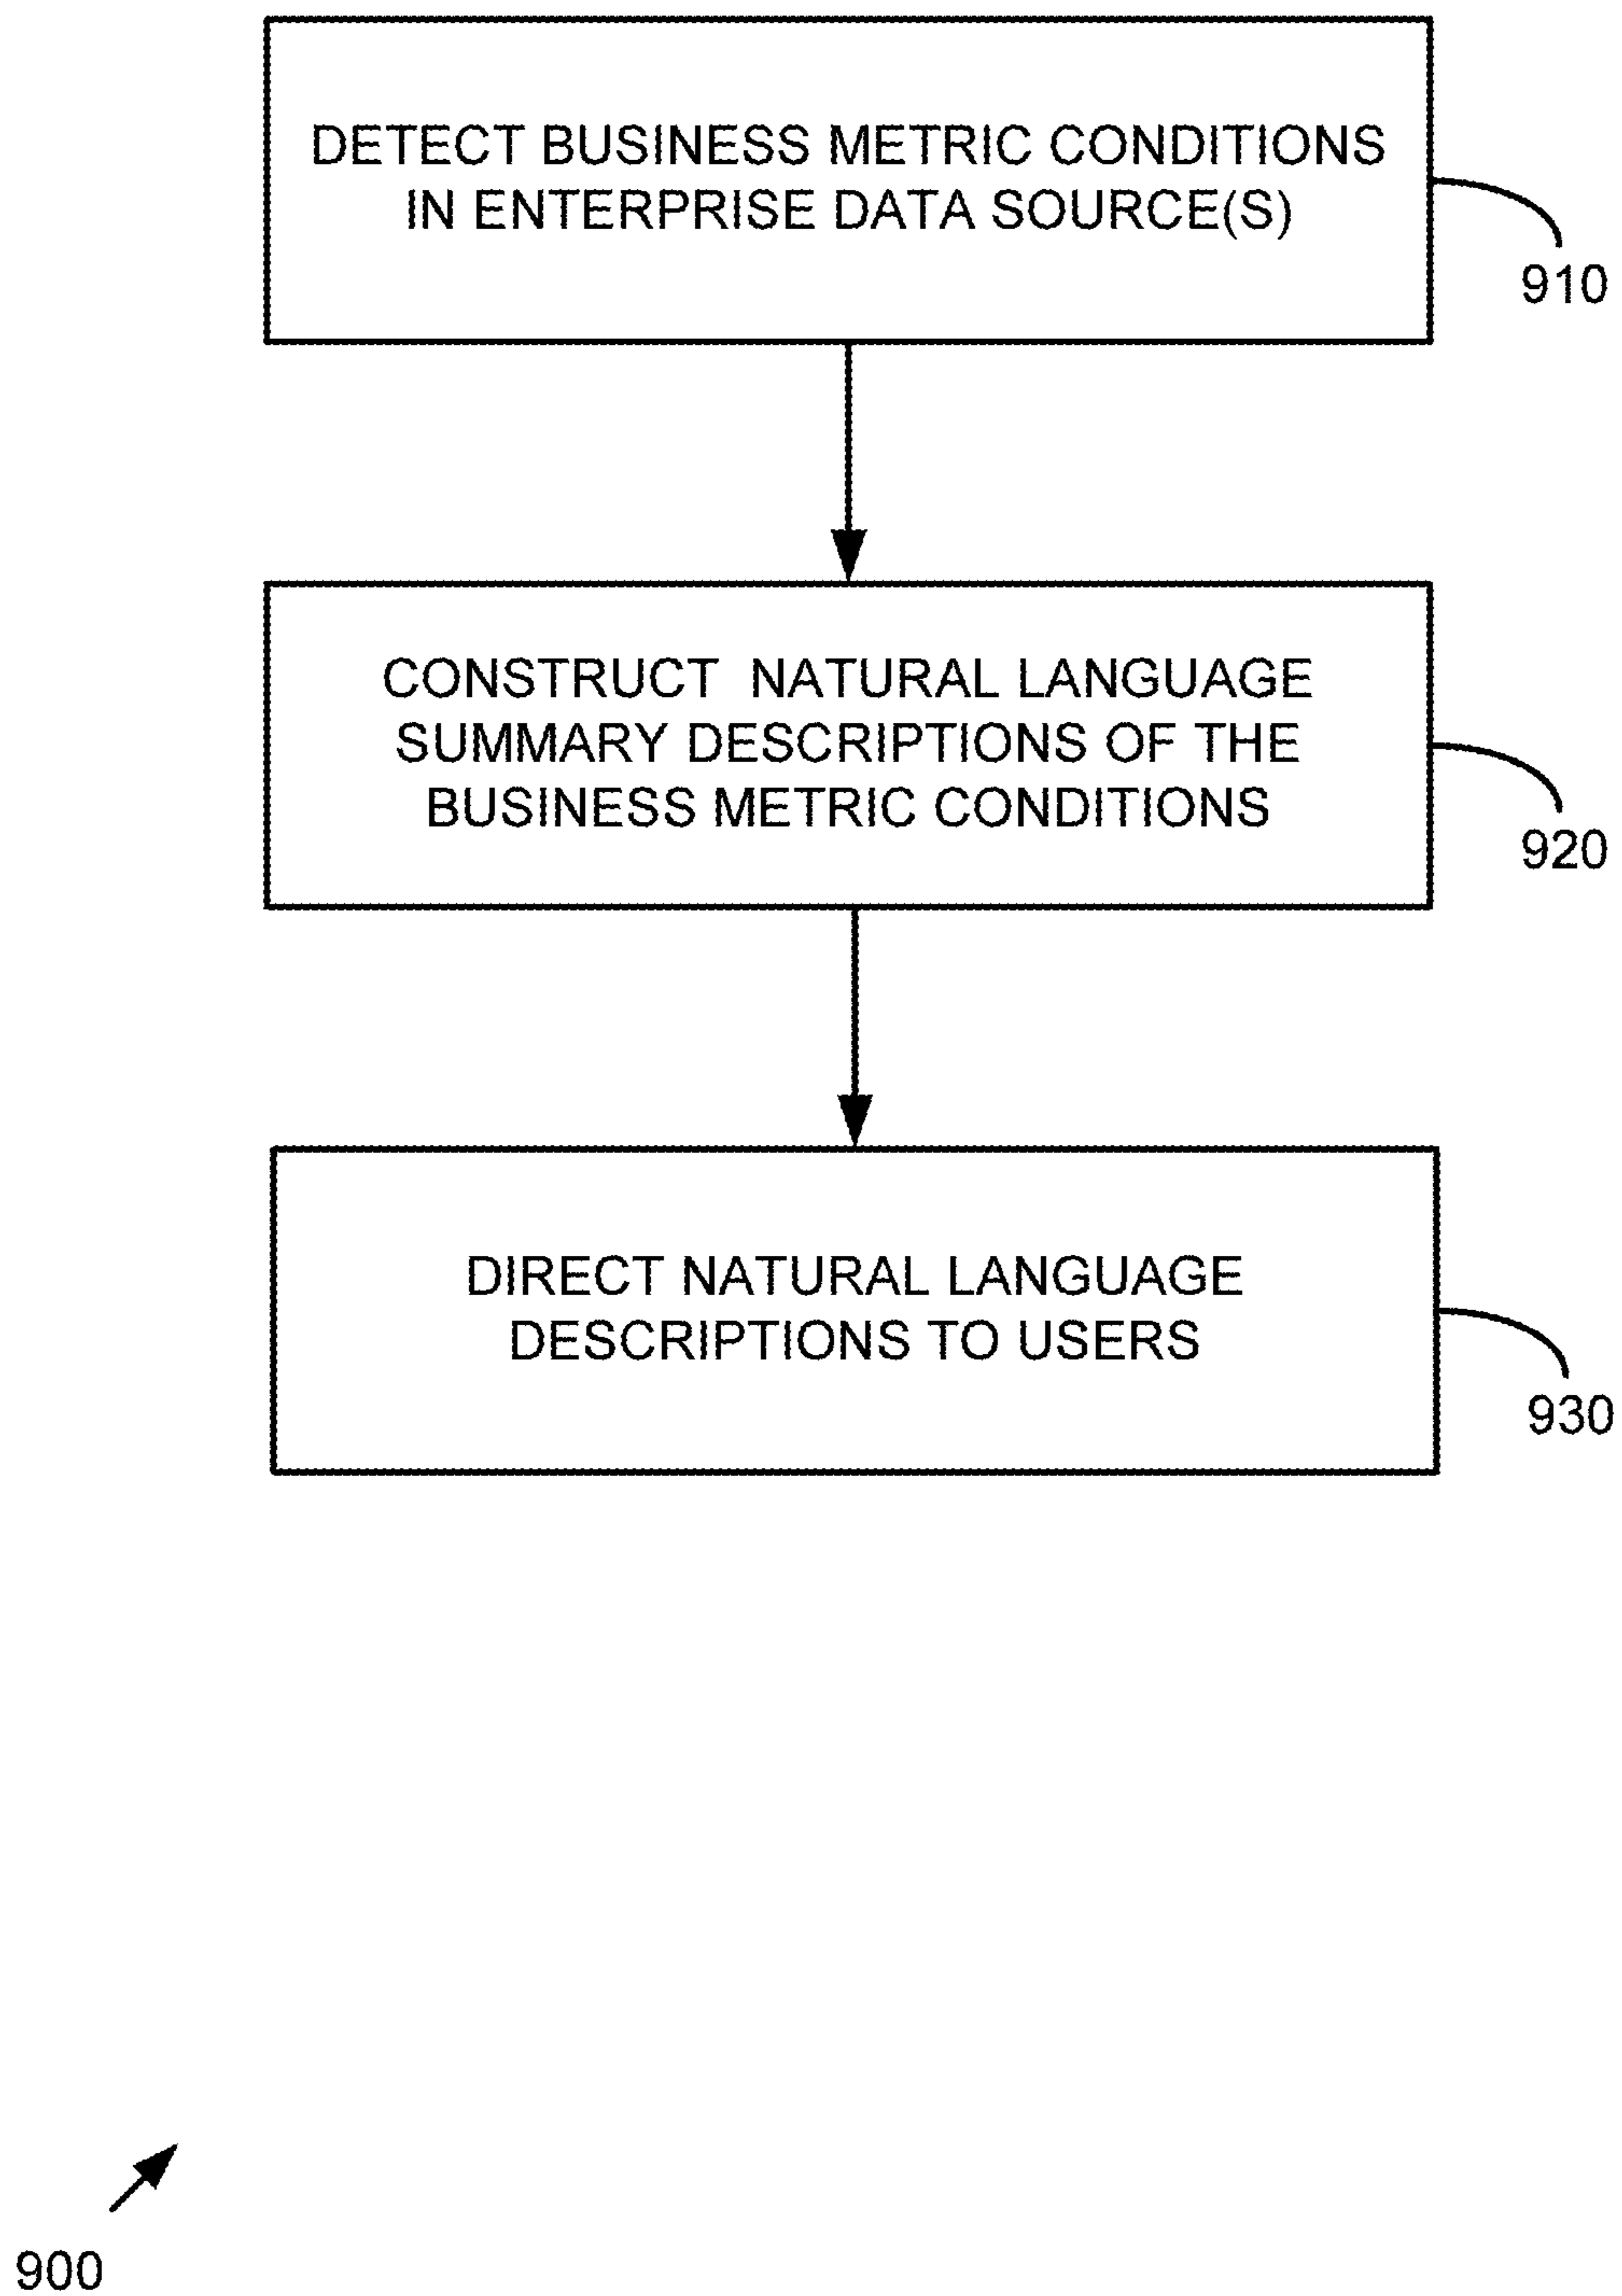 DETECT BUSINESS METRIC CONDITIONS
IN ENTERPRISE DATA SOURCE(S)
910
CONSTRUCT NATURAL LANGUAGE
SUMMARY DESCRIPTIONS OF THE
BUSINESS METRIC CONDITIONS
920
DIRECT NATURAL LANGUAGE
DESCRIPTIONS TO USERS
930
900